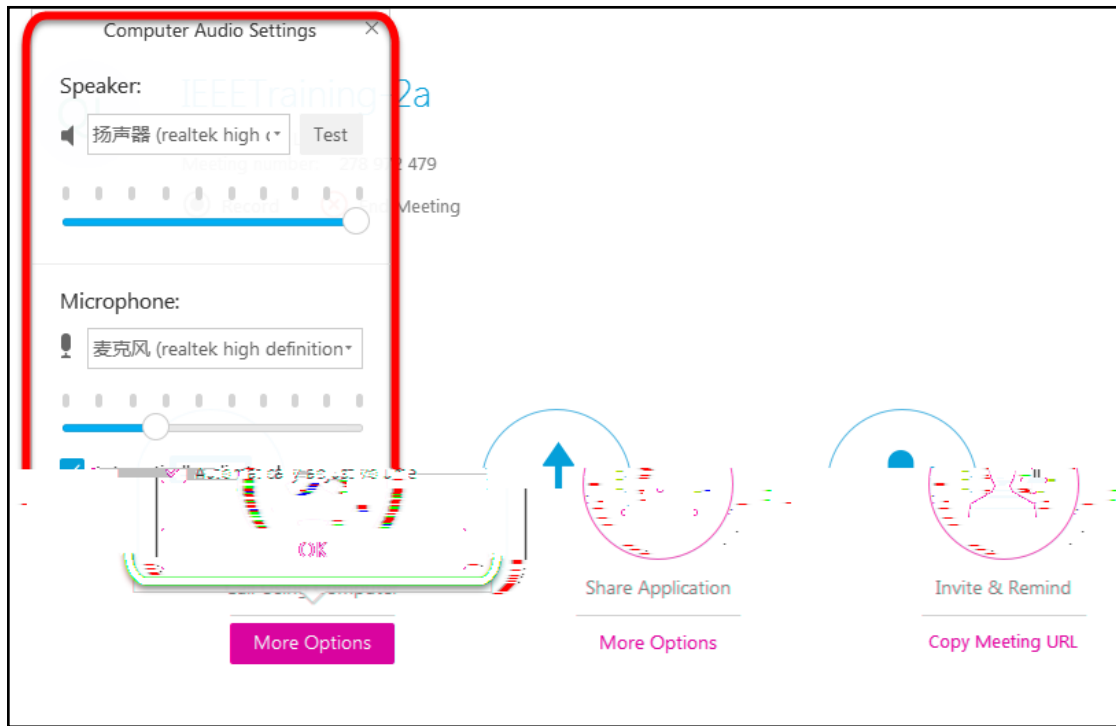 Computer Audio Settings
Speaker:
IEEETraining-2a
扬声器 (realtek high
Test
Meeting number: 479
Record
End Meeting
Microphone:
麦克风 (realtek high definition
OK
Share Application
Invite & Remind
More Options
More Options
Copy Meeting URL